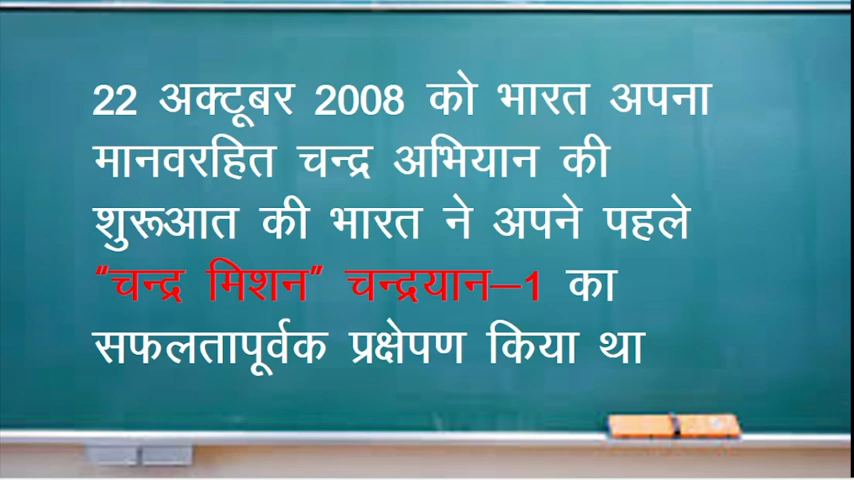 22 अक्टूबर 2008 को भारत अपना
मानवरहित चन्द्र अभियान की
शुरूआत की भारत ने अपने पहले
“चन्द्र मिशन” चन्द्रयान–1 का
सफलतापूर्वक प्रक्षेपण किया था